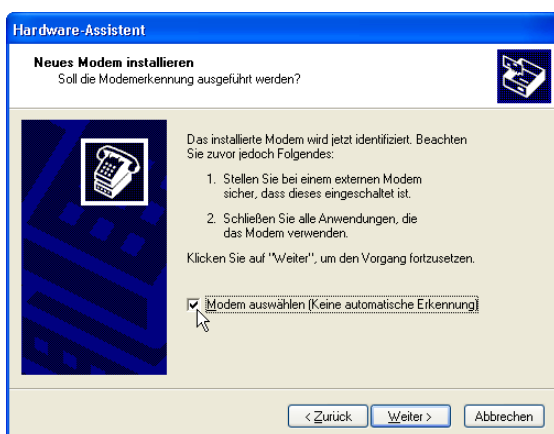 Hardware-Assistent
Neues Modem installieren
Soll die Modemerkennung ausgeführt werden?
Das installierte Modem wird jetzt identifiziert. Beachten
Sie zuvor jedoch Folgendes:
1. Stellen Sie bei einem externen Modem
sicher, dass dieses eingeschaltet ist.
2. Schließen Sie alle Anwendungen, die
das Modem verwenden.
Klicken Sie auf "Weiter", um den Vorgang fortzusetzen.
Modem auswählen (Keine automatische Erkennung)
< Zurück Weiter > Abbrechen